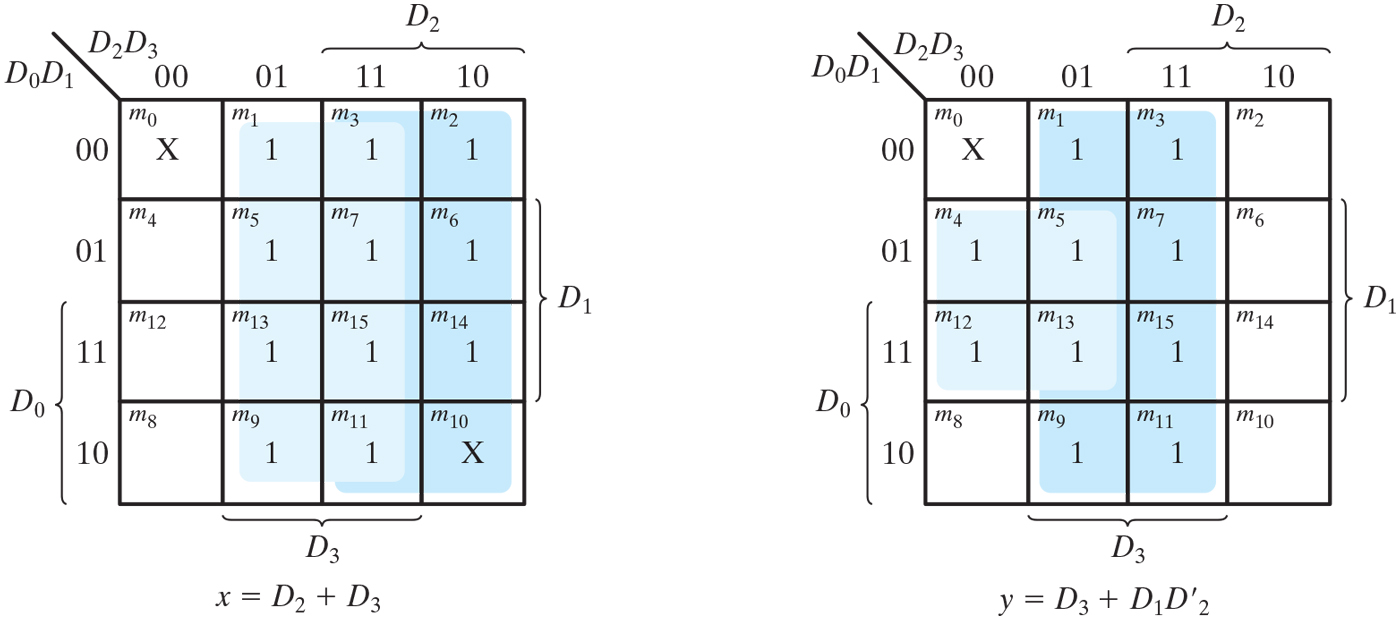 D₂ D₂
D₂D₃ D₂D₃
D₀D₁ 00 01 11 10 D₀D₁ 00 01 11 10
m₀ m₁ m₃ m₂ m₀ m₁ m₃ m₂
00 X 1 1 1 00 X 1 1
m₄ m₅ m₇ m₆ m₄ m₅ m₇ m₆
01 1 1 1 01 1 1 1
D₁ D₁
m₁₂ m₁₃ m₁₅ m₁₄ m₁₂ m₁₃ m₁₅ m₁₄
11 1 1 1 11 1 1 1
D₀ D₀
m₈ m₉ m₁₁ m₁₀ m₈ m₉ m₁₁ m₁₀
10 1 1 X 10 1 1
D₃ D₃
x = D₂ + D₃ y = D₃ + D₁D′₂